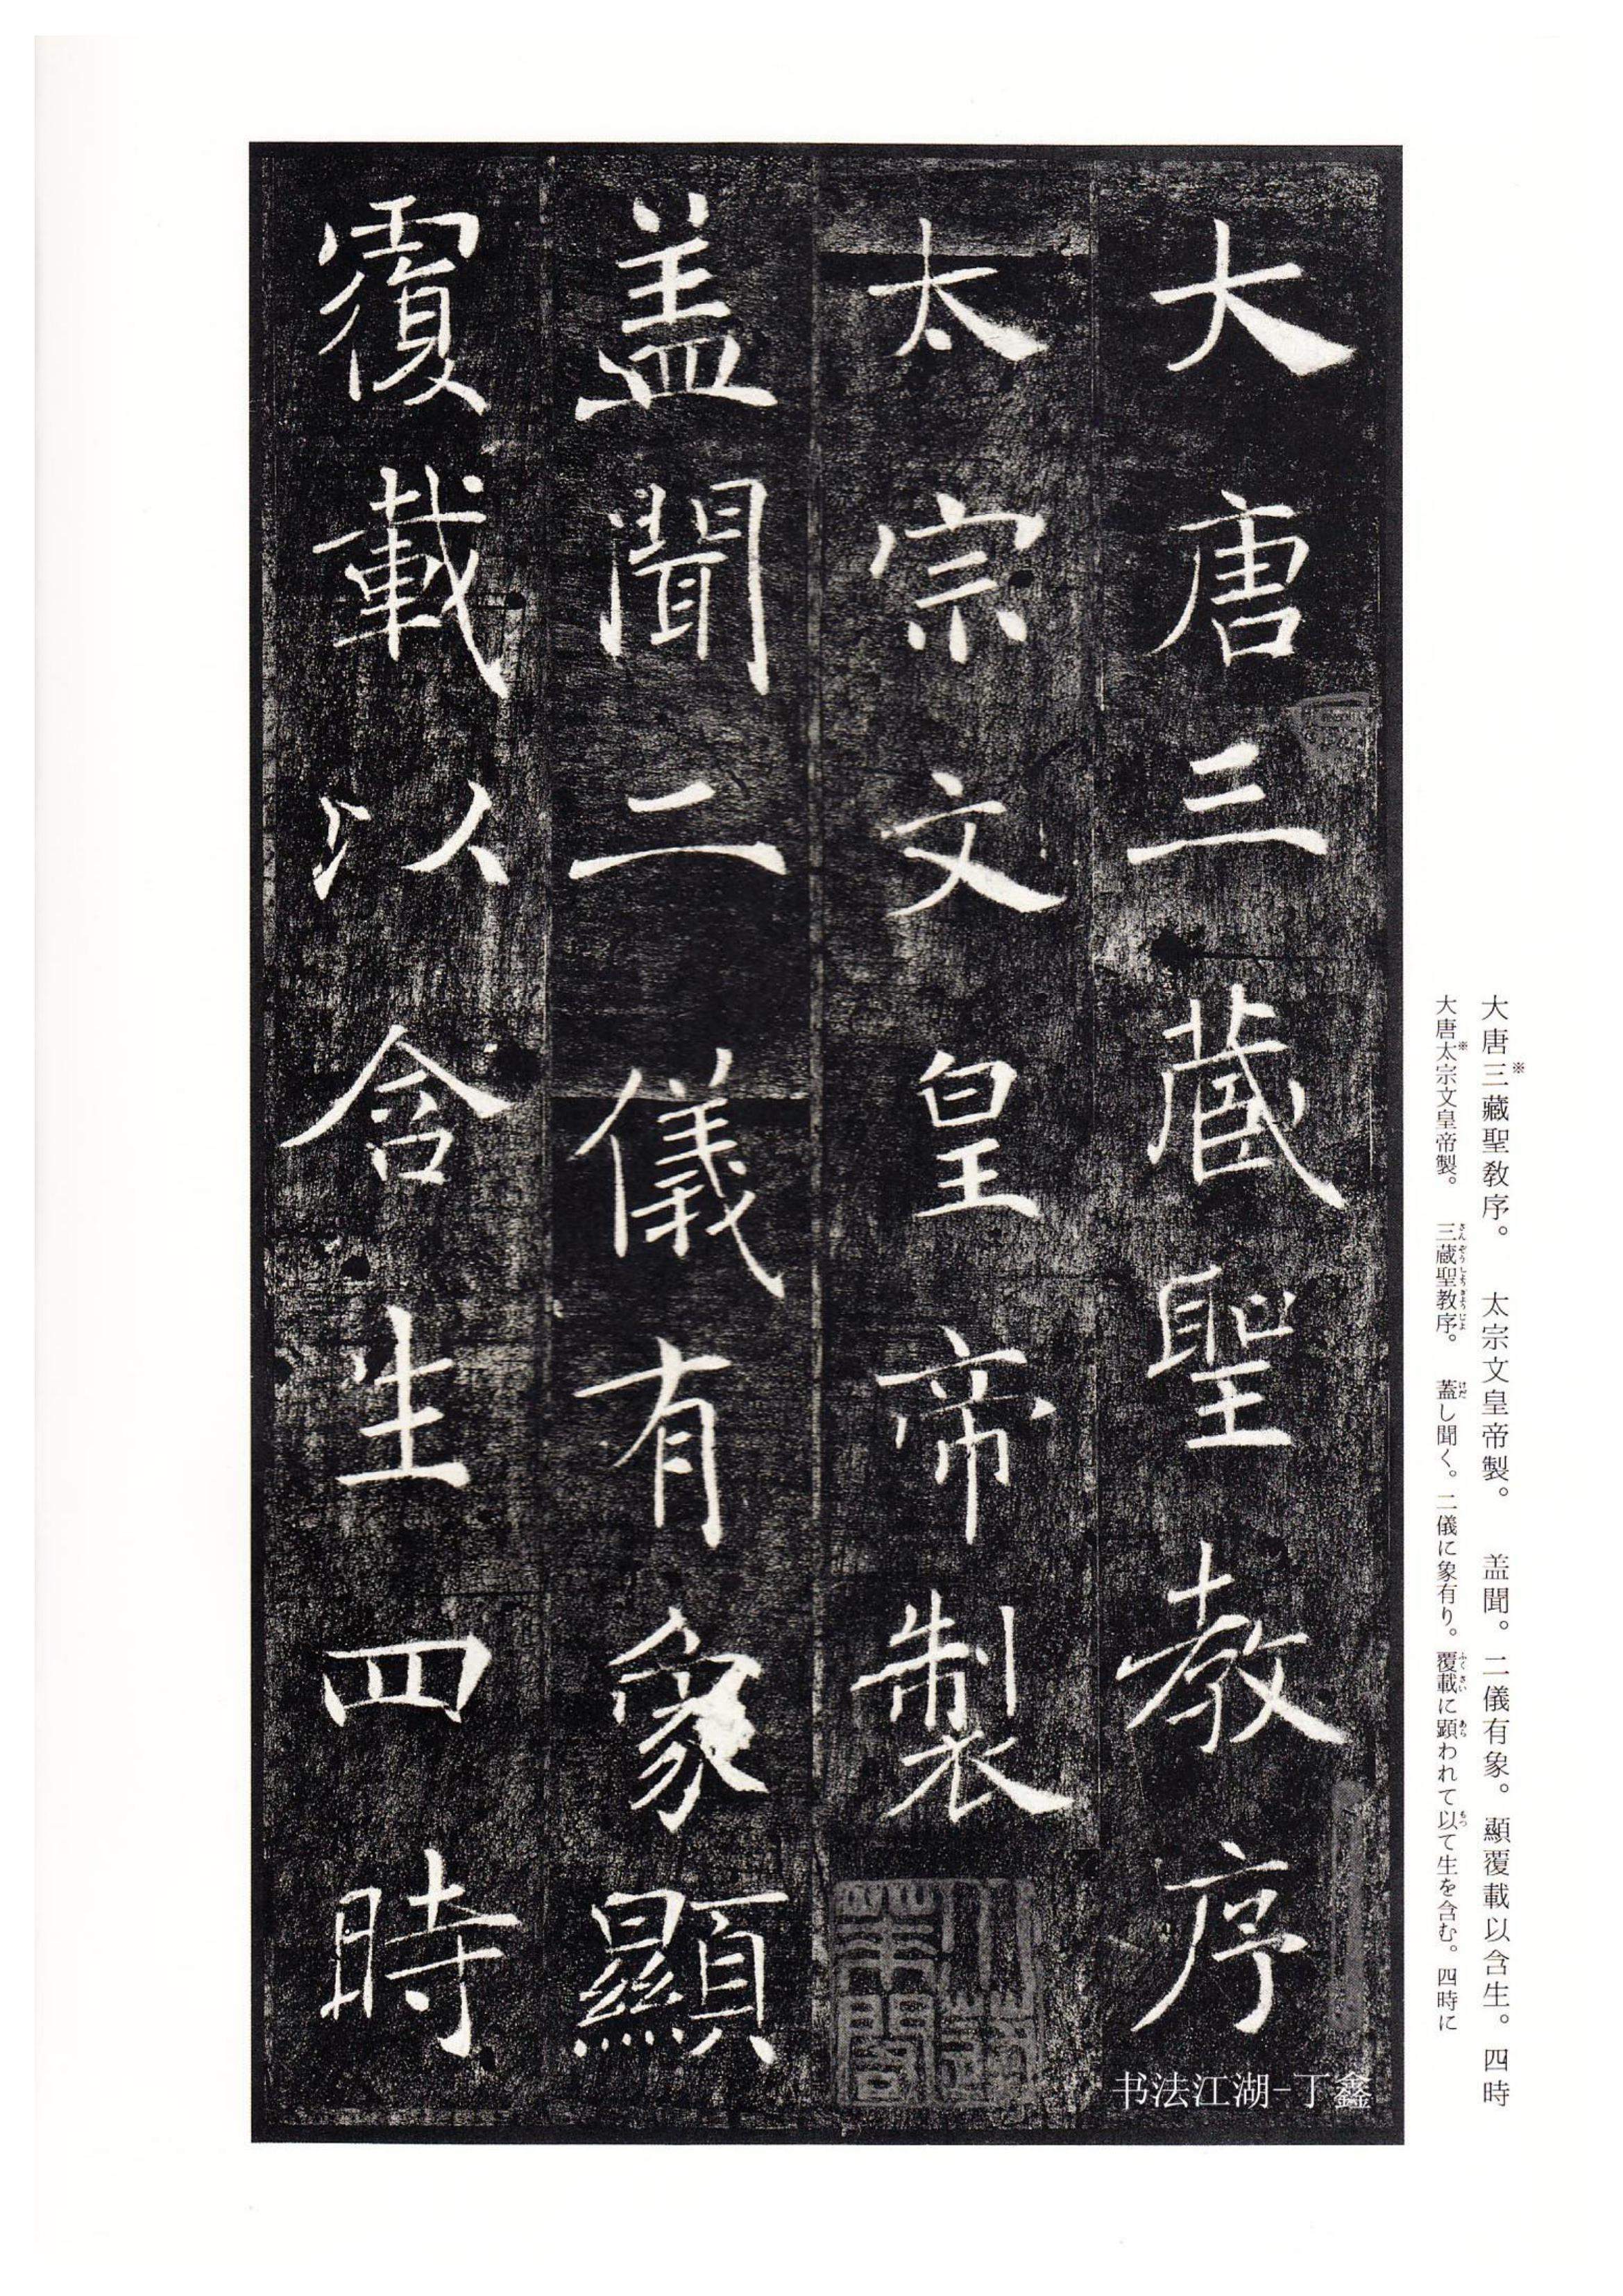 大唐三蔵聖教序。 太宗文皇帝製。 盖聞。二儀有象。顯覆載以含生。四時
大唐太宗文皇帝製。 三蔵聖教序。 蓋し聞く。二儀に象有り。覆載に顕われて以て生を含む。四時に
大唐三蔵聖教序
太宗文皇帝製
盖聞二儀有象顯
覆載以含生四時
书法江湖-丁鑫